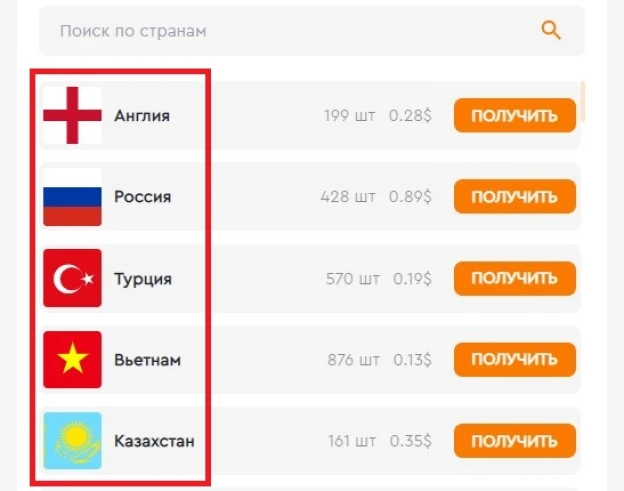 Поиск по странам
Англия 199 шт 0.28$ ПОЛУЧИТЬ
Россия 428 шт 0.89$ ПОЛУЧИТЬ
Турция 570 шт 0.19$ ПОЛУЧИТЬ
Вьетнам 876 шт 0.13$ ПОЛУЧИТЬ
Казахстан 161 шт 0.35$ ПОЛУЧИТЬ